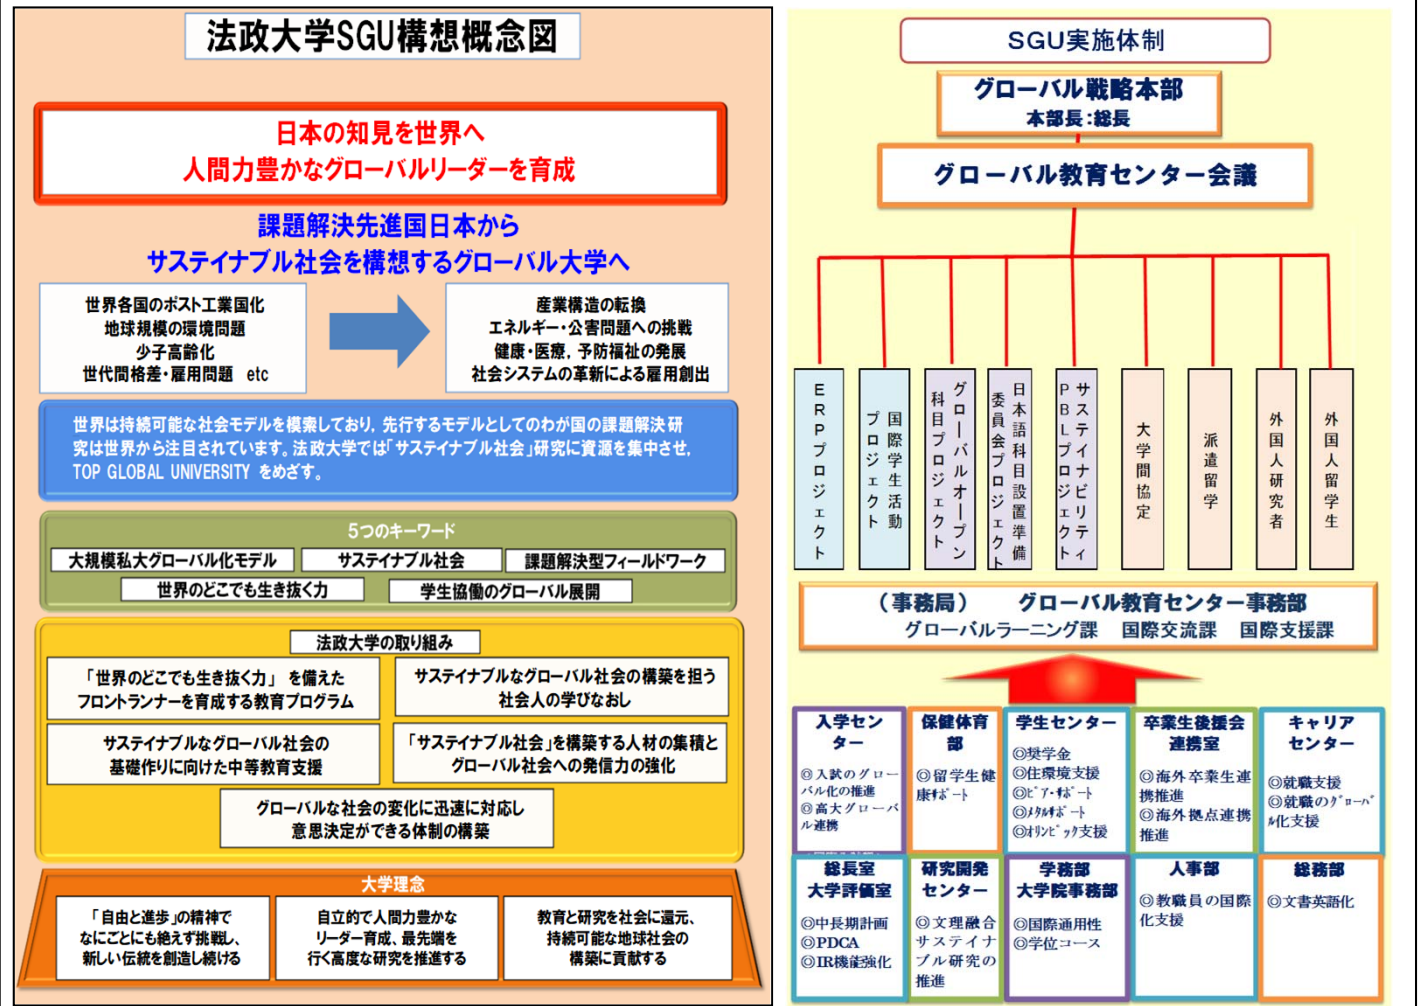 法政大学SGU構想概念図
日本の知見を世界へ
人間力豊かなグローバルリーダーを育成
課題解決先進国日本から
サステイナブル社会を構想するグローバル大学へ
世界各国のポスト工業国化
地球規模の環境問題
少子高齢化
世代間格差・雇用問題 etc
産業構造の転換
エネルギー・公害問題への挑戦
健康・医療，予防福祉の発展
社会システムの革新による雇用創出
世界は持続可能な社会モデルを模索しており，先行するモデルとしてのわが国の課題解決研
究は世界から注目されています。法政大学では「サステイナブル社会」研究に資源を集中させ，
TOP GLOBAL UNIVERSITY をめざす。
5つのキーワード
大規模私大グローバル化モデル
サステイナブル社会
課題解決型フィールドワーク
世界のどこでも生き抜く力
学生協働のグローバル展開
法政大学の取り組み
「世界のどこでも生き抜く力」 を備えた
フロントランナーを育成する教育プログラム
サステイナブルなグローバル社会の構築を担う
社会人の学びなおし
サステイナブルなグローバル社会の
基礎作りに向けた中等教育支援
「サステイナブル社会」を構築する人材の集積と
グローバル社会への発信力の強化
グローバルな社会の変化に迅速に対応し
意思決定ができる体制の構築
大学理念
「自由と進歩」の精神で
なにごとにも絶えず挑戦し、
新しい伝統を創造し続ける
自立的で人間力豊かな
リーダー育成、最先端を
行く高度な研究を推進する
教育と研究を社会に還元、
持続可能な地球社会の
構築に貢献する
SGU実施体制
グローバル戦略本部
本部長：総長
グローバル教育センター会議
ERPプロジェクト
国際学生活動
プロジェクト
グローバルオープン
科目プロジェクト
日本語科目設置準備
委員会プロジェクト
サステイナビリティ
PBLプロジェクト
大学間協定
派遣留学
外国人研究者
外国人留学生
（事務局） グローバル教育センター事務部
グローバルラーニング課 国際交流課 国際支援課
入学セン
ター
◎入試のグロー
バル化の推進
◎高大グローバ
ル連携
保健体育
部
◎留学生健
康ｻﾎﾟｰﾄ
学生センター
◎奨学金
◎住環境支援
◎ﾋﾟｱ・ｻﾎﾟｰﾄ
◎ﾒﾝﾀﾙｻﾎﾟｰﾄ
◎ｵﾘﾝﾋﾟｯｸ支援
卒業生後援会
連携室
◎海外卒業生連
携推進
◎海外拠点連携
推進
キャリア
センター
◎就職支援
◎就職のｸﾞﾛｰﾊﾞ
ﾙ化支援
総長室
大学評価室
◎中長期計画
◎PDCA
◎IR機能強化
研究開発
センター
◎文理融合
サステイナ
ブル研究の
推進
学務部
大学院事務部
◎国際通用性
◎学位コース
人事部
◎教職員の国際
化支援
総務部
◎文書英語化